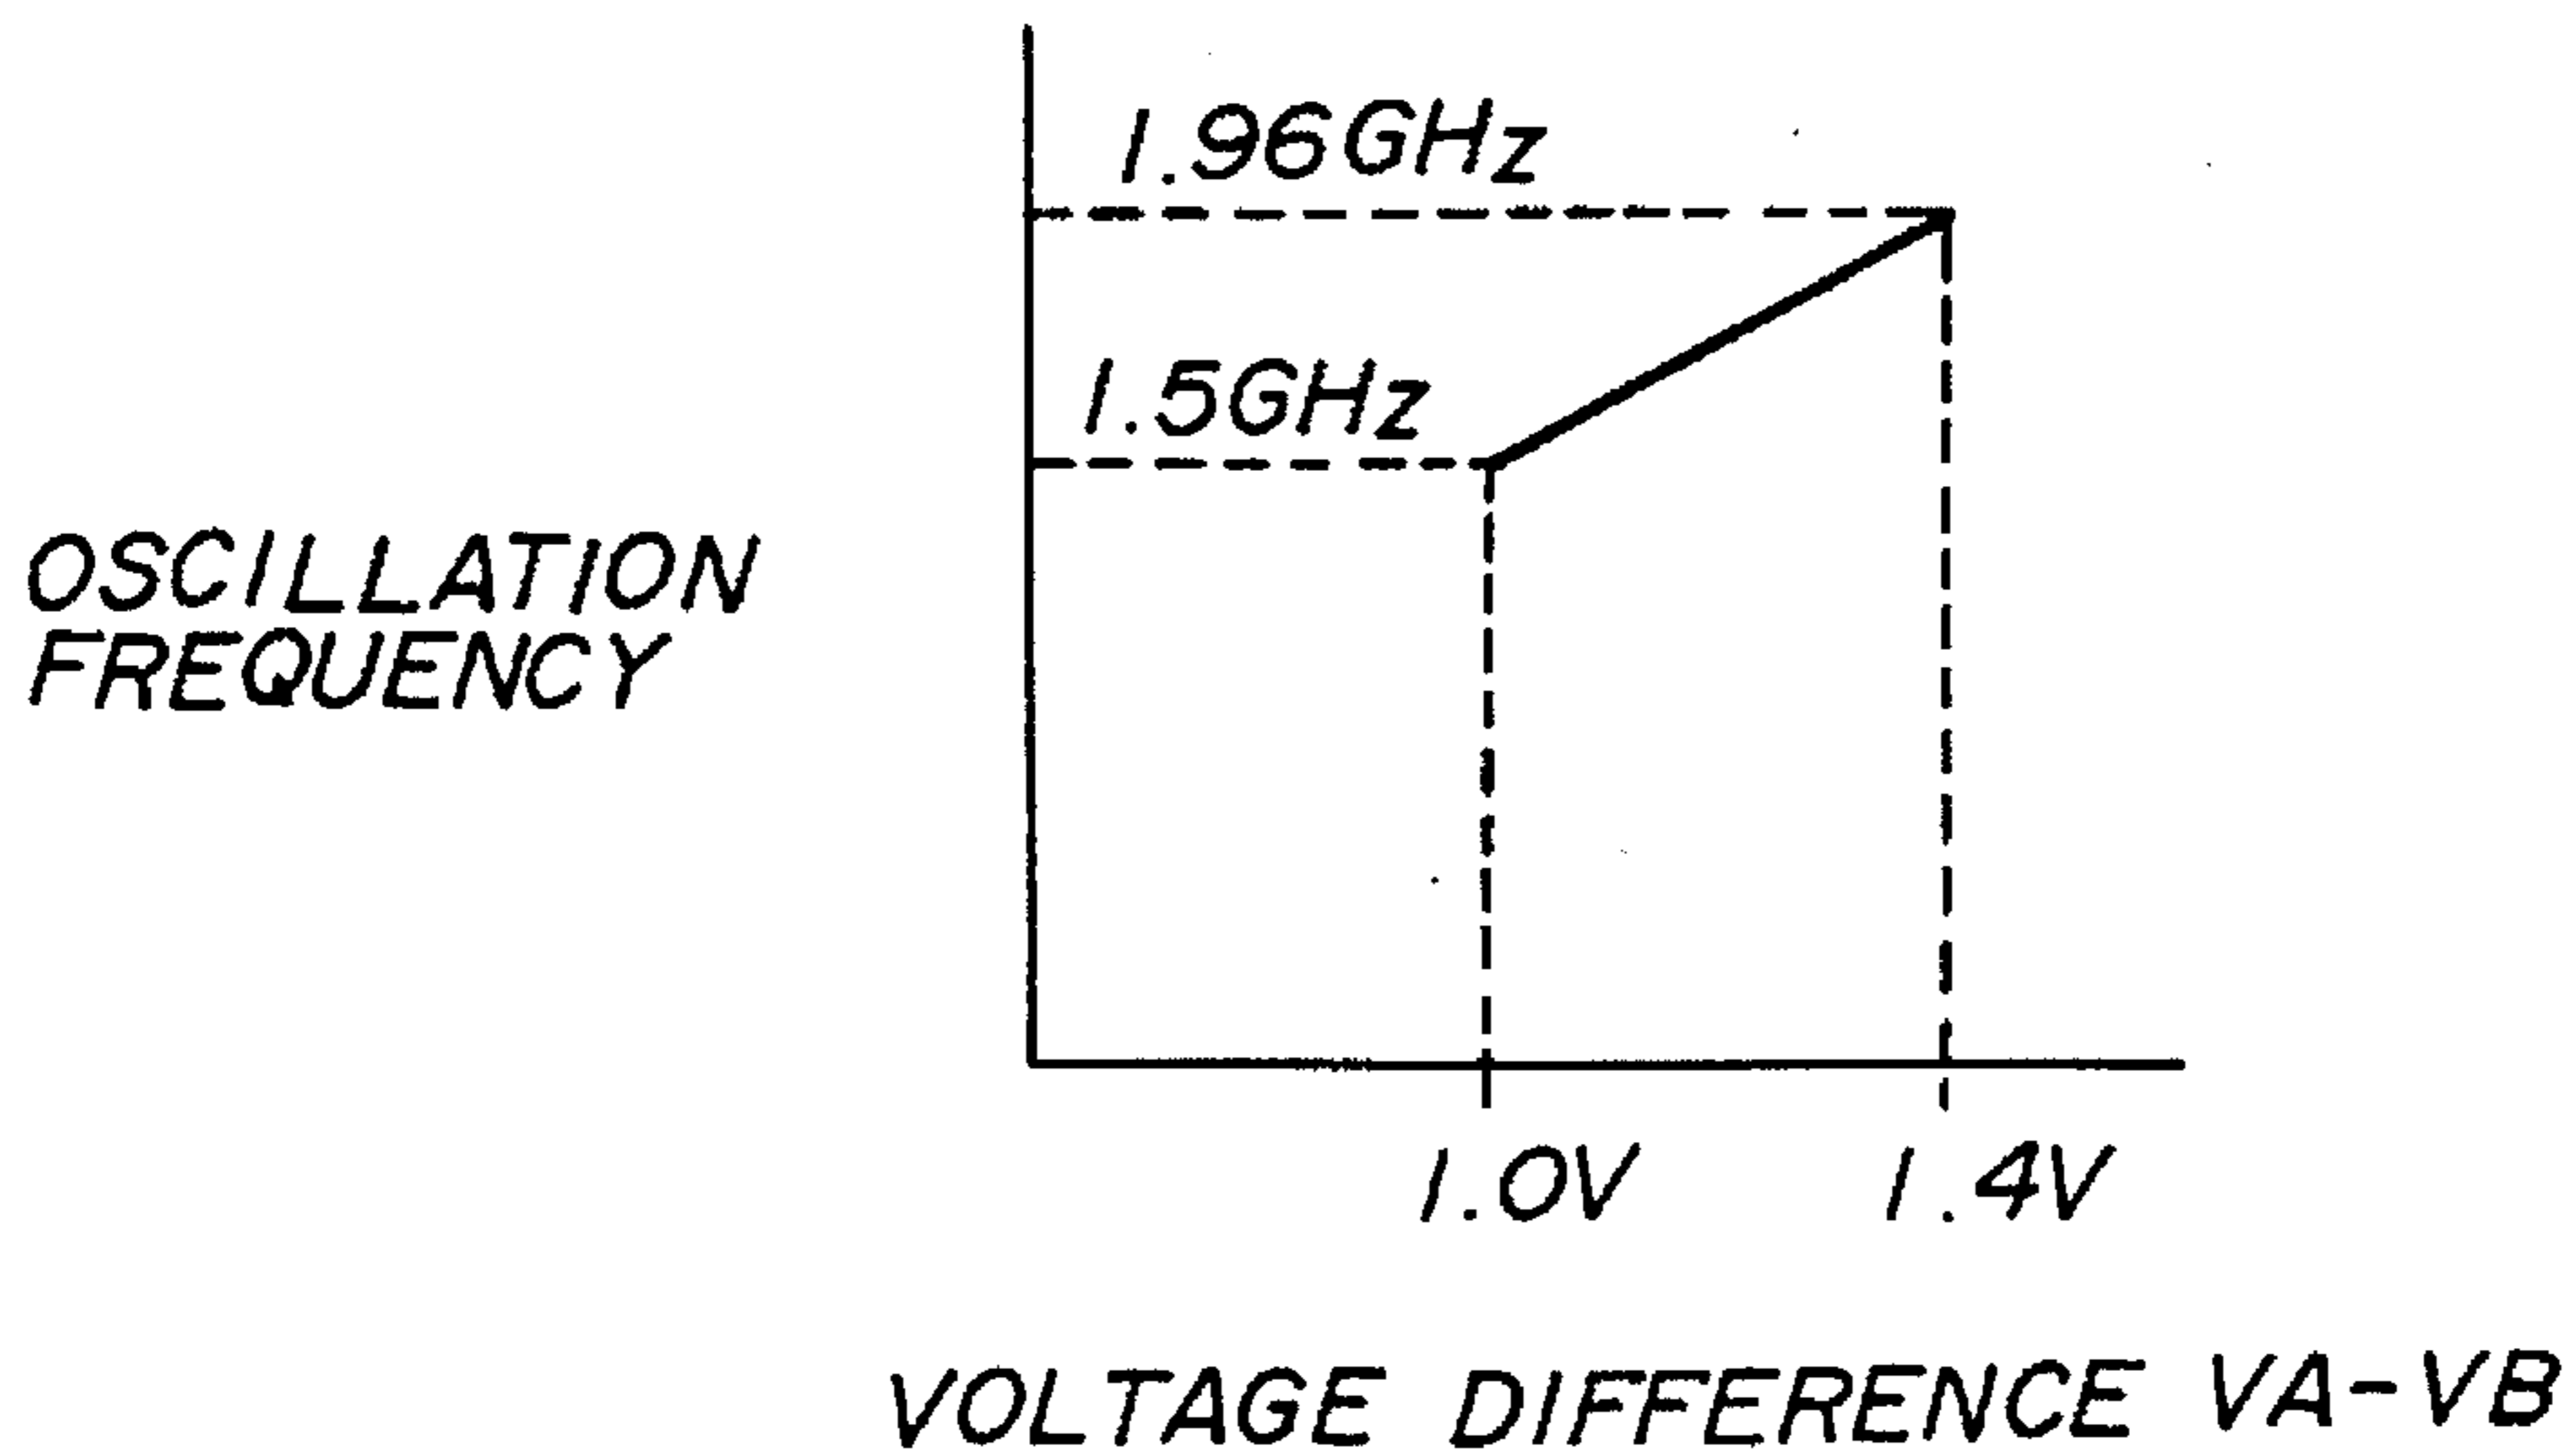 1.96GHz
1.5GHz
OSCILLATION
FREQUENCY
1.0V
1.4V
VOLTAGE DIFFERENCE VA-VB